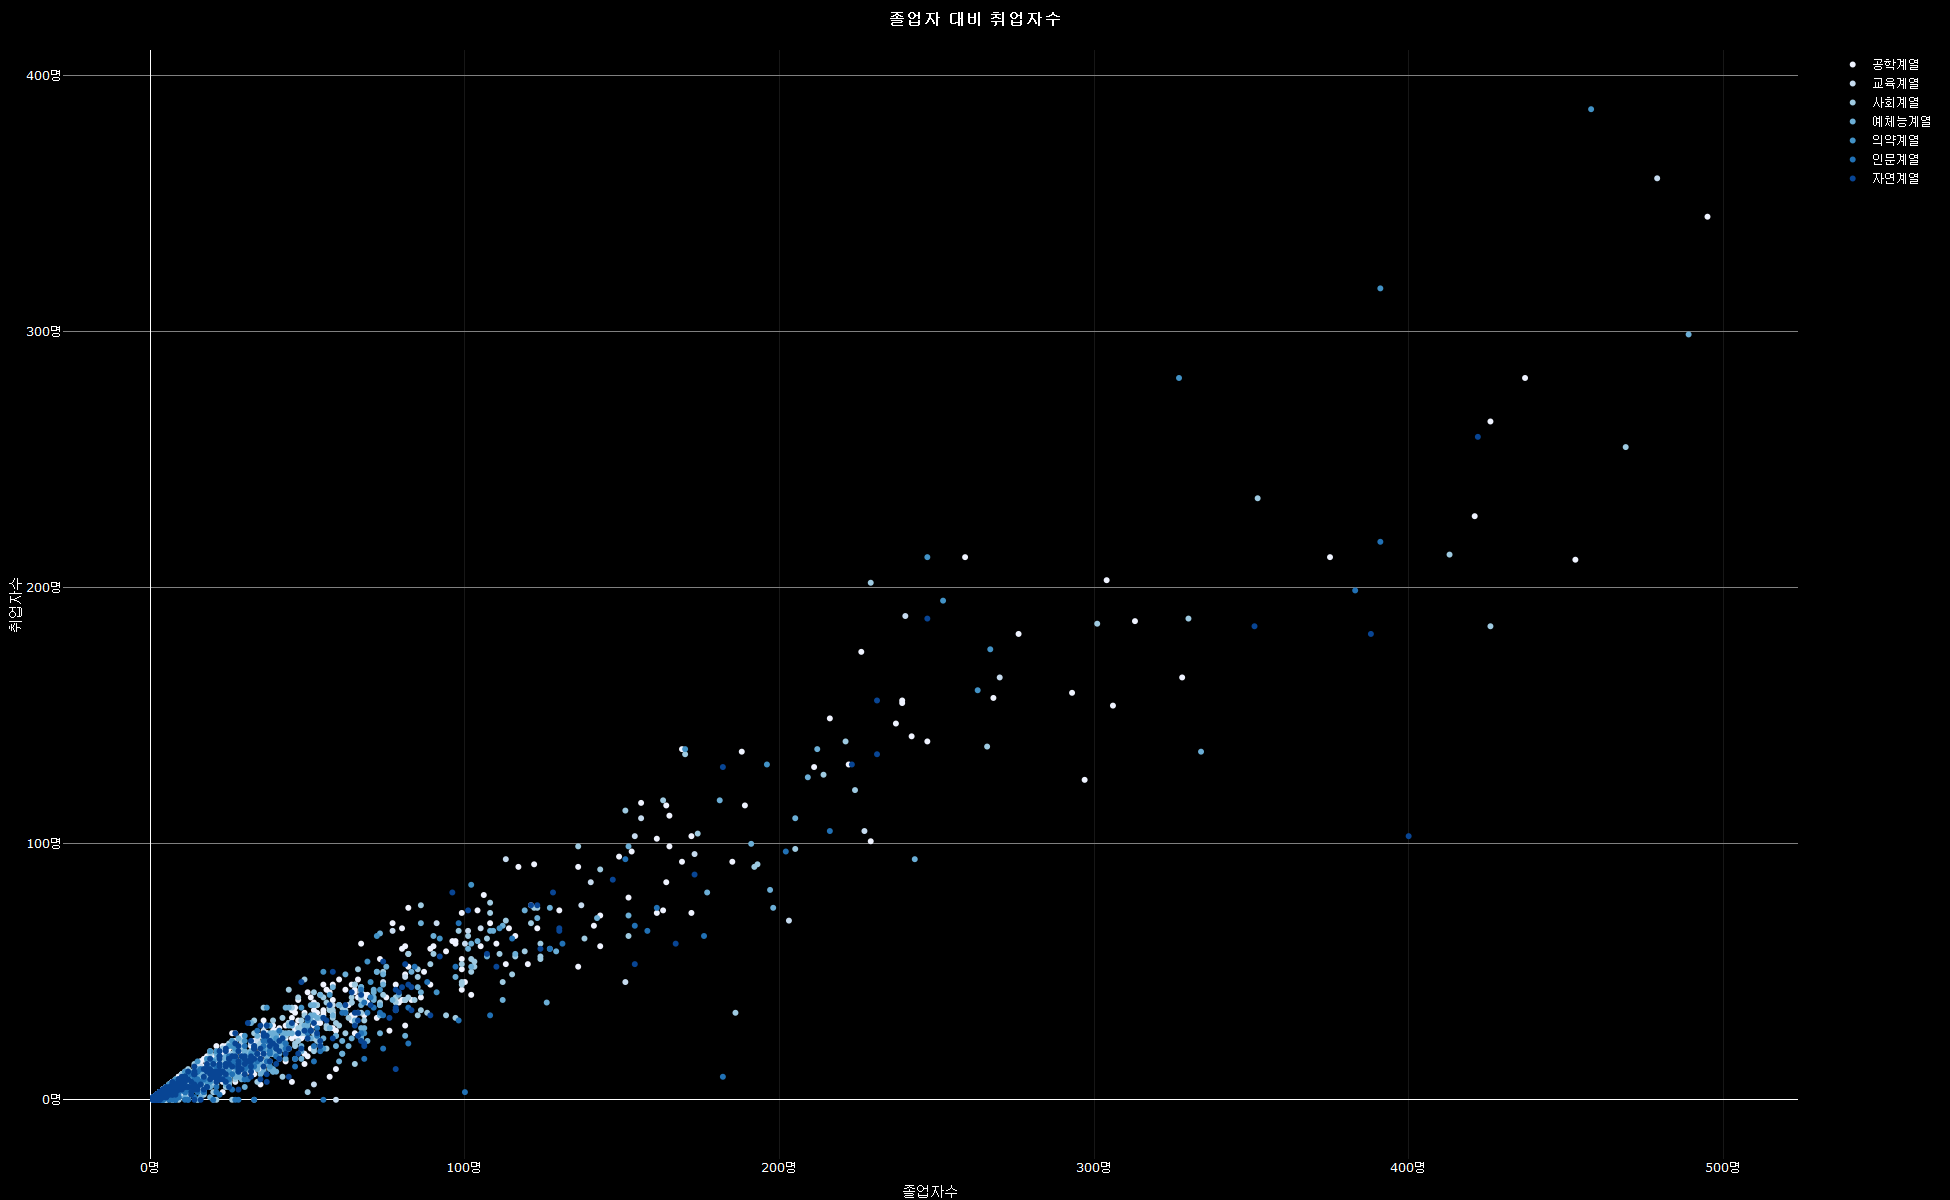 졸업자 대비 취업자수
공학계열
교육계열
사회계열
예체능계열
의약계열
인문계열
자연계열
400명
300명
200명
100명
0명
취업자수
0명
100명
200명
300명
400명
500명
졸업자수